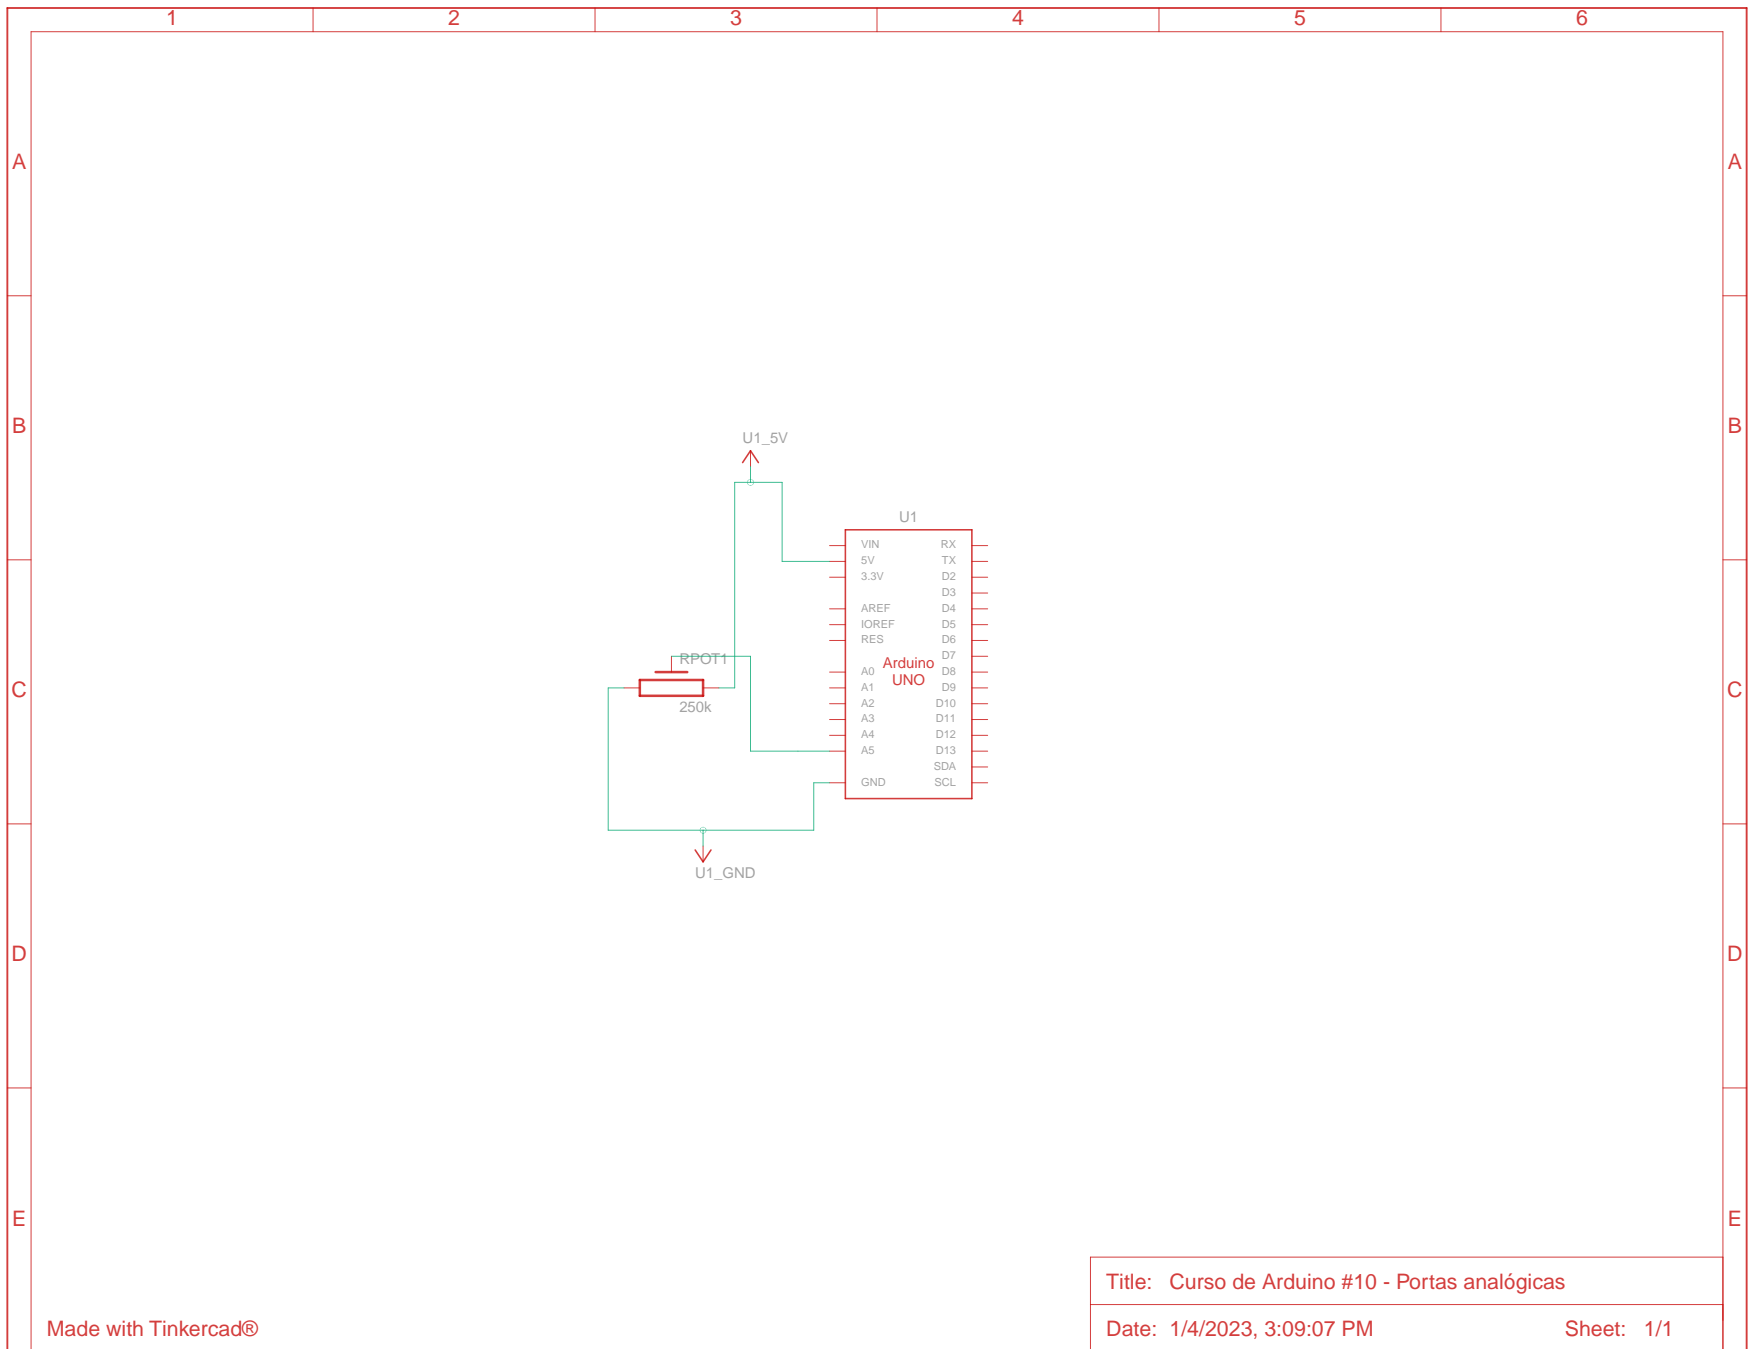 1 2 3 4 5 6
A A
B B
U1_5V
U1
VIN RX
5V TX
3.3V D2
D3
AREF D4
IOREF D5
RES D6
D7
RPOT1
Arduino
UNO
A0 D8
C C
A1 D9
250k
A2 D10
A3 D11
A4 D12
A5 D13
SDA
GND SCL
U1_GND
D D
E E
Title: Curso de Arduino #10 - Portas analógicas
Made with Tinkercad®
Date: 1/4/2023, 3:09:07 PM Sheet: 1/1